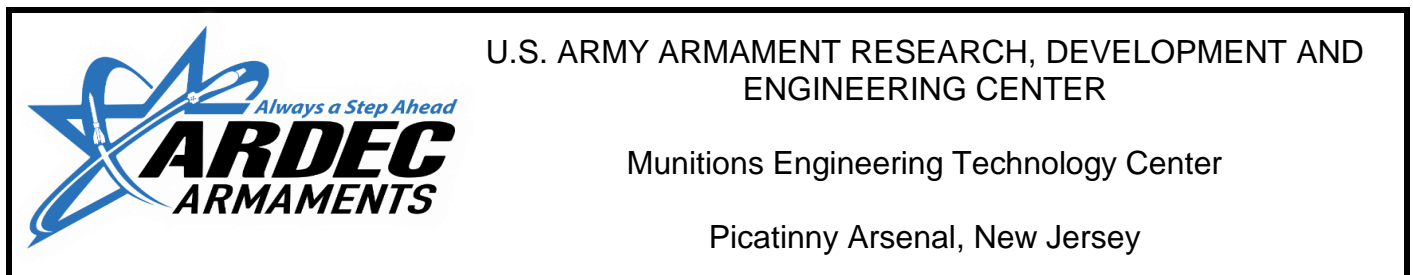 Always a Step Ahead
ARDEC
ARMAMENTS
U.S. ARMY ARMAMENT RESEARCH, DEVELOPMENT AND
ENGINEERING CENTER
Munitions Engineering Technology Center
Picatinny Arsenal, New Jersey